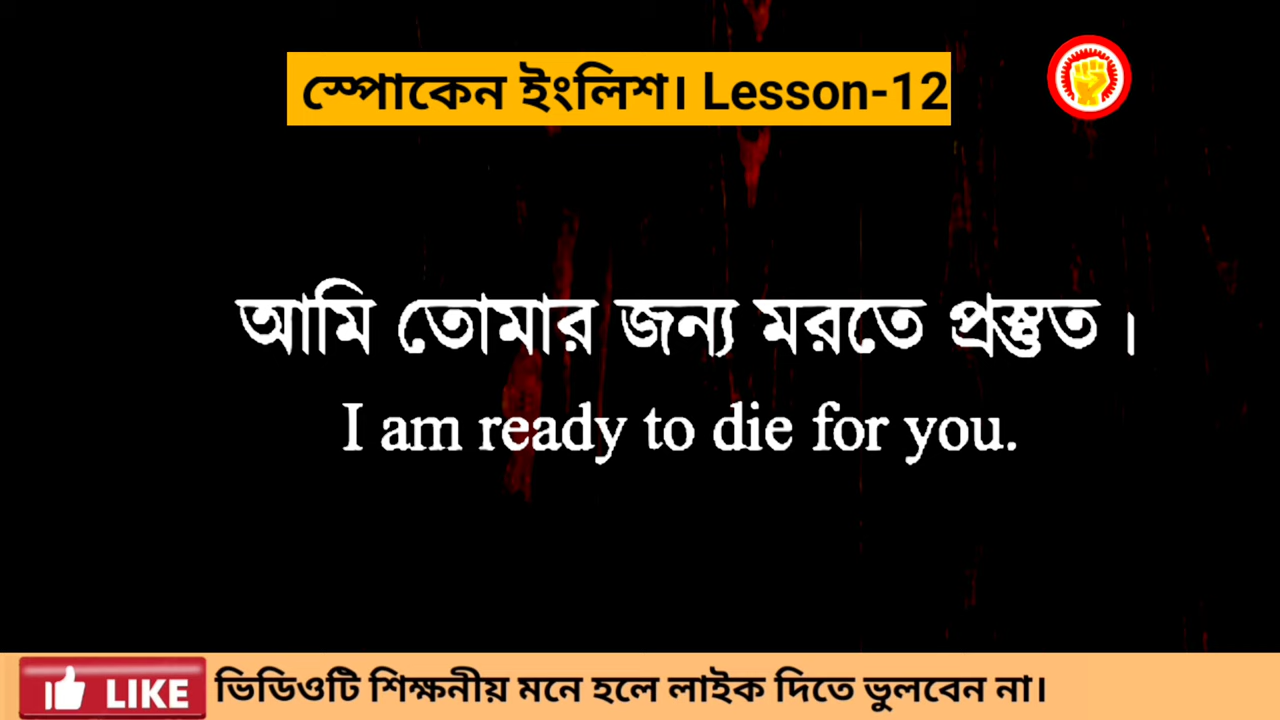 স্পোকেন ইংলিশ। Lesson-12
আমি তোমার জন্য মরতে প্রস্তুত।
I am ready to die for you.
LIKE ভিডিওটি শিক্ষনীয় মনে হলে লাইক দিতে ভুলবেন না।